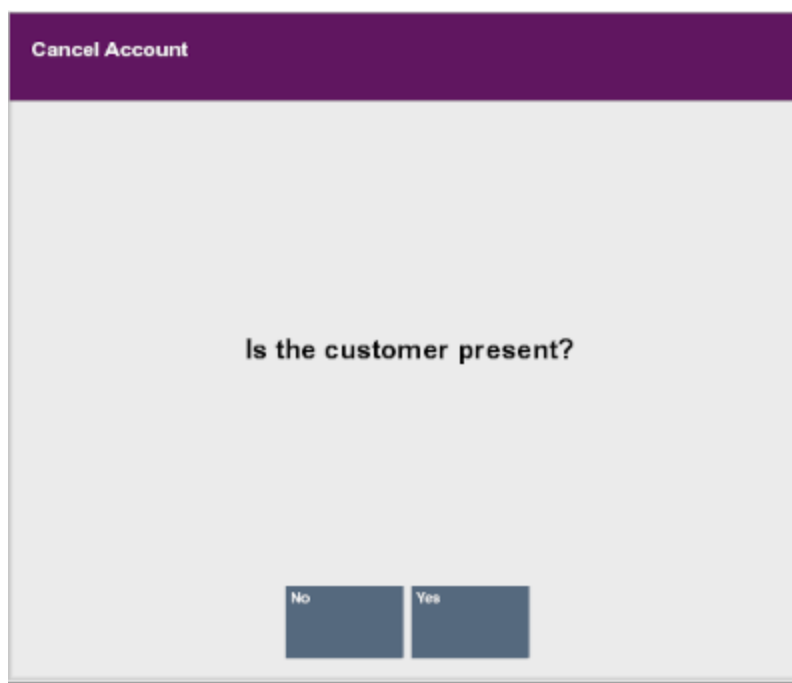 Cancel Account
Is the customer present?
No
Yes